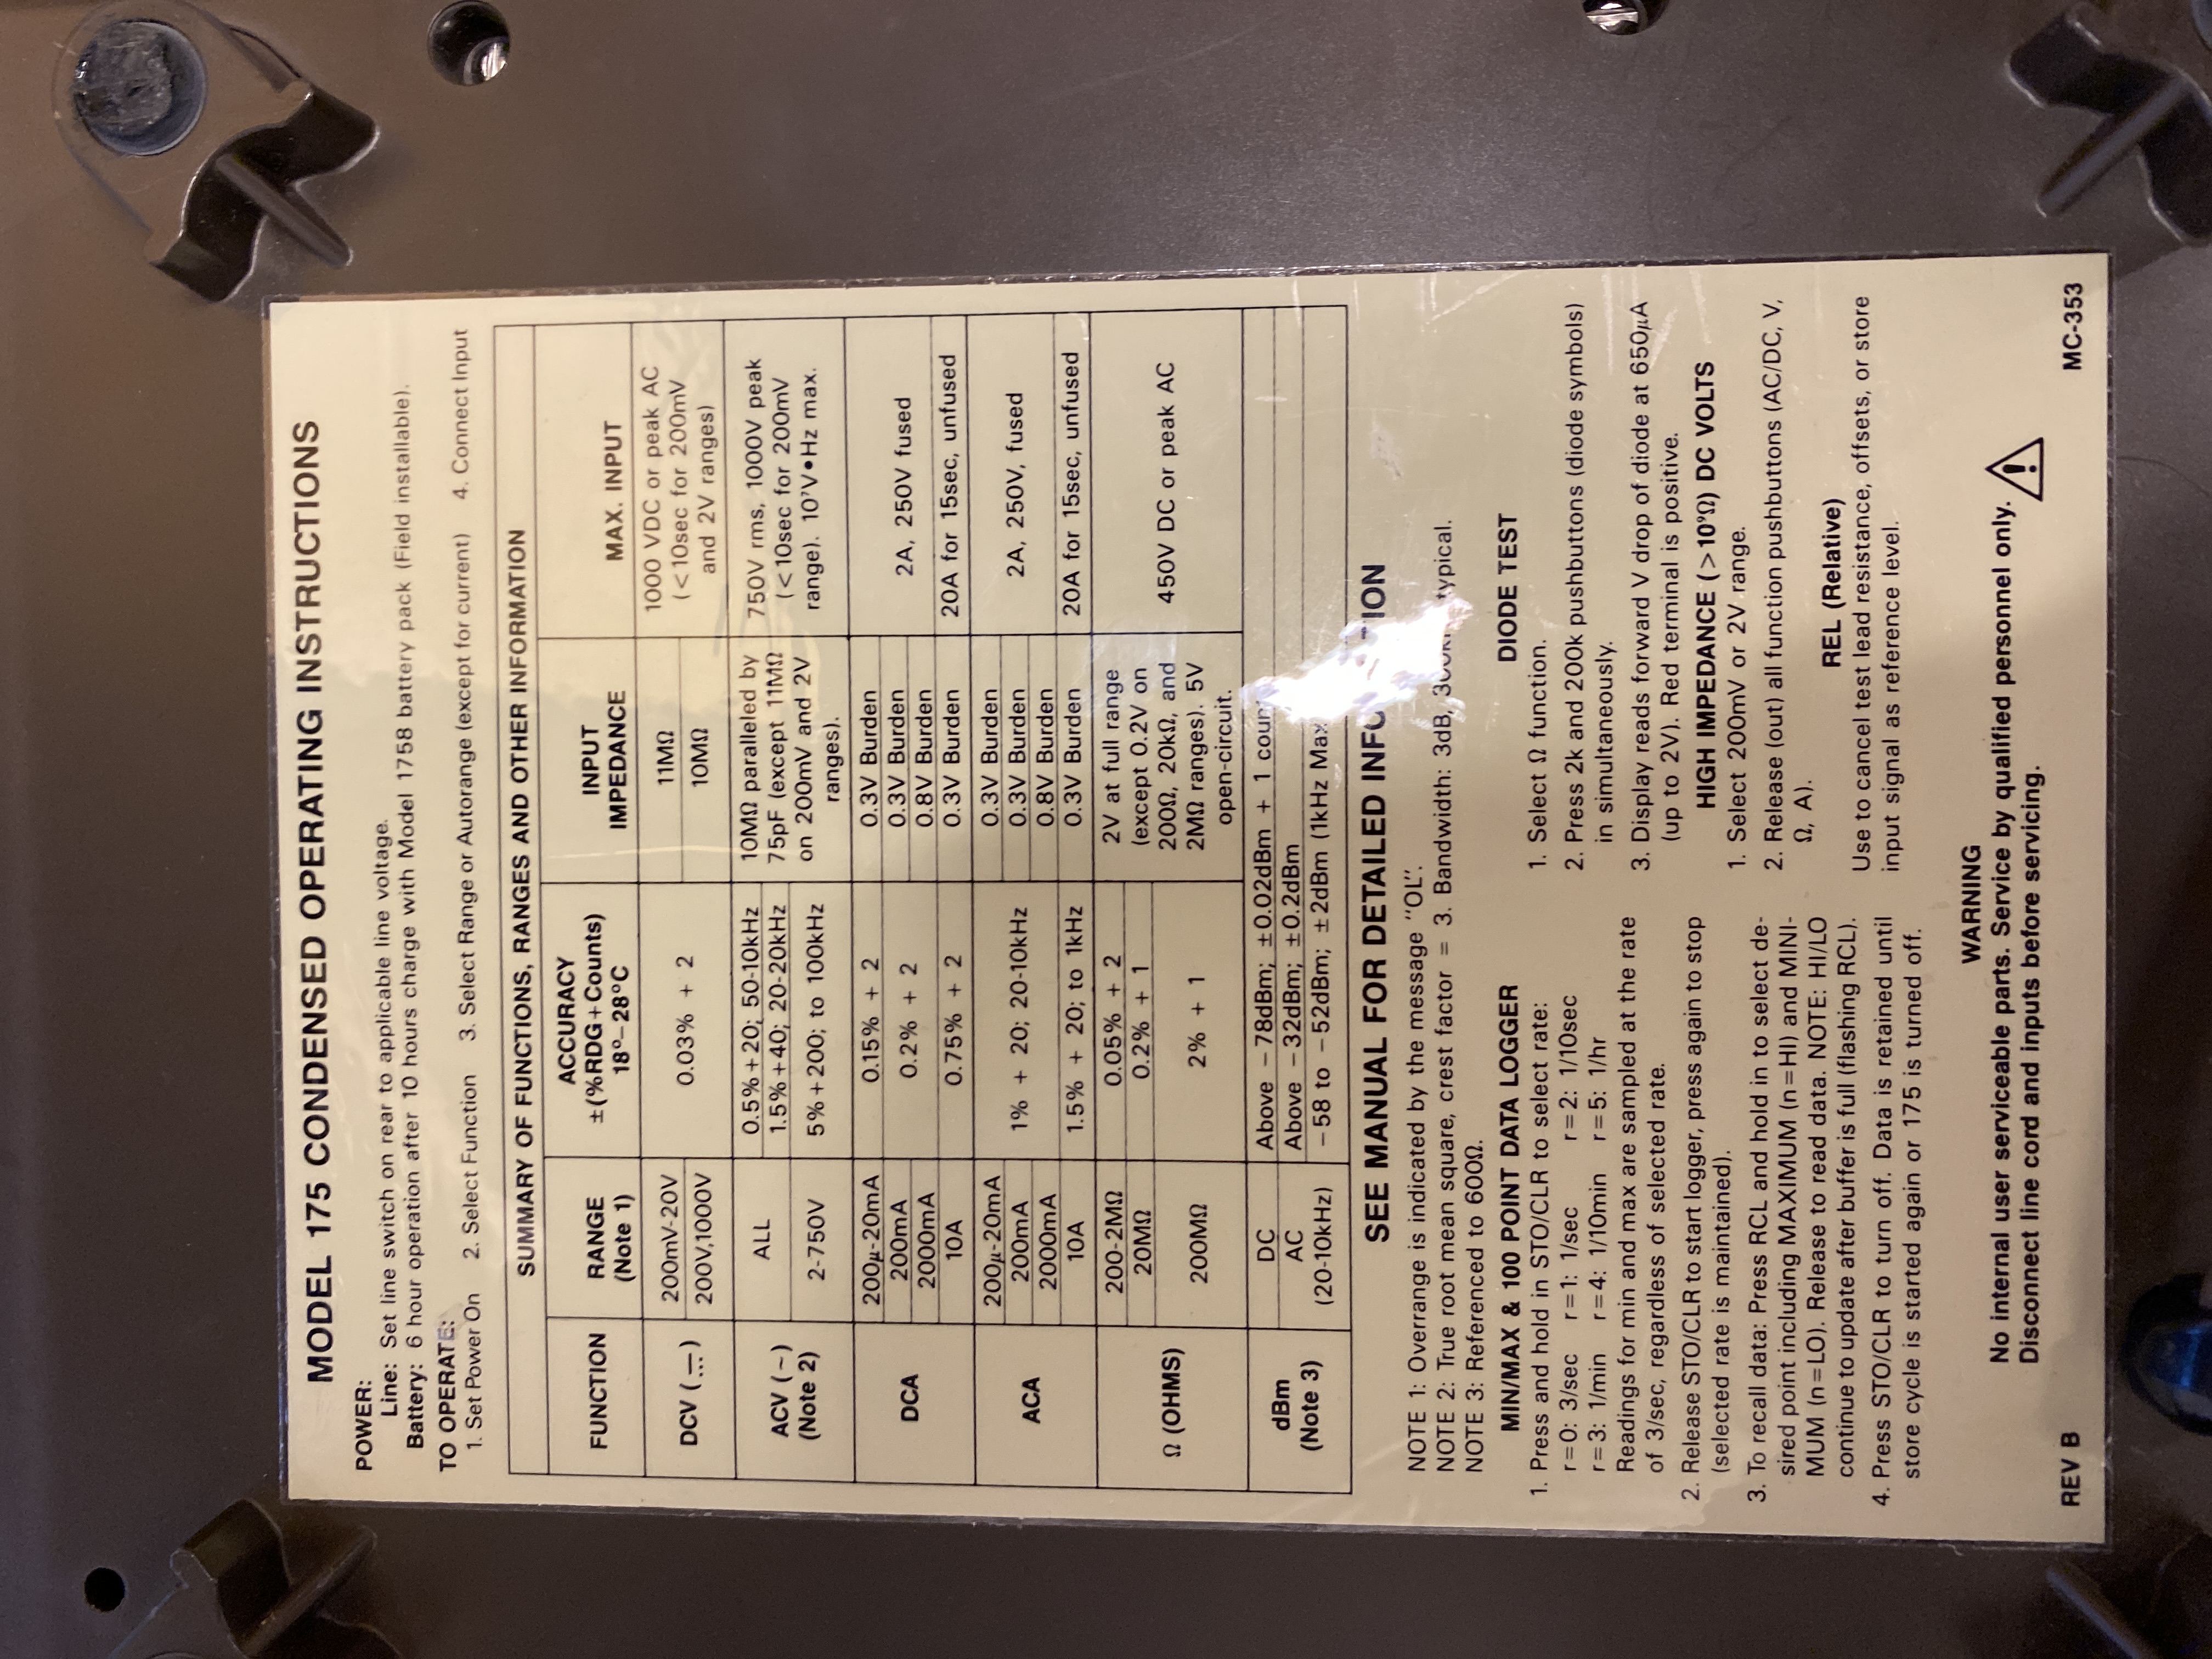 MODEL 175 CONDENSED OPERATING INSTRUCTIONS
POWER:
Line: Set line switch on rear to applicable line voltage.
Battery: 6 hour operation after 10 hours charge with Model 1758 battery pack (Field installable).
TO OPERATE:
1. Set Power On 2. Select Function 3. Select Range or Autorange (except for current) 4. Connect Input
SUMMARY OF FUNCTIONS, RANGES AND OTHER INFORMATION
FUNCTION
RANGE
(Note 1)
ACCURACY
±(%RDG+Counts)
18°–28°C
INPUT
IMPEDANCE
MAX. INPUT
DCV (⎓)
200mV-20V
200V,1000V
0.03% + 2
11MΩ
10MΩ
1000 VDC or peak AC
(<10sec for 200mV
and 2V ranges)
ACV (~)
(Note 2)
ALL
2-750V
0.5%+20; 50-10kHz
1.5%+40; 20-20kHz
5%+200; to 100kHz
10MΩ paralleled by
75pF (except 11MΩ
on 200mV and 2V
ranges).
750V rms, 1000V peak
(<10sec for 200mV
range). 10⁷V•Hz max.
DCA
200µ-20mA
200mA
2000mA
10A
0.15% + 2
0.2% + 2
0.75% + 2
0.3V Burden
0.3V Burden
0.8V Burden
0.3V Burden
2A, 250V fused
20A for 15sec, unfused
ACA
200µ-20mA
200mA
2000mA
10A
1% + 20; 20-10kHz
1.5% + 20; to 1kHz
0.3V Burden
0.3V Burden
0.8V Burden
0.3V Burden
2A, 250V, fused
20A for 15sec, unfused
Ω (OHMS)
200-2MΩ
20MΩ
200MΩ
0.05% + 2
0.2% + 1
2% + 1
2V at full range
(except 0.2V on
200Ω, 20kΩ, and
2MΩ ranges). 5V
open-circuit.
450V DC or peak AC
dBm
(Note 3)
DC
AC
(20-10kHz)
Above −78dBm; ±0.02dBm + 1
Above −32dBm; ±0.2dBm
−58 to −52dBm; ±2dBm (1kHz Max
SEE MANUAL FOR DETAILED
NOTE 1: Overrange is indicated by the message "OL".
NOTE 2: True root mean square, crest factor = 3. Bandwidth: 3dB, typical.
NOTE 3: Referenced to 600Ω.
MIN/MAX & 100 POINT DATA LOGGER
1. Press and hold in STO/CLR to select rate:
r=0: 3/sec r=1: 1/sec r=2: 1/10sec
r=3: 1/min r=4: 1/10min r=5: 1/hr
Readings for min and max are sampled at the rate
of 3/sec, regardless of selected rate.
2. Release STO/CLR to start logger, press again to stop
(selected rate is maintained).
3. To recall data: Press RCL and hold in to select de-
sired point including MAXIMUM (n=HI) and MINI-
MUM (n=LO). Release to read data. NOTE: HI/LO
continue to update after buffer is full (flashing RCL).
4. Press STO/CLR to turn off. Data is retained until
store cycle is started again or 175 is turned off.
DIODE TEST
1. Select Ω function.
2. Press 2k and 200k pushbuttons (diode symbols)
in simultaneously.
3. Display reads forward V drop of diode at 650µA
(up to 2V). Red terminal is positive.
HIGH IMPEDANCE (>10⁹Ω) DC VOLTS
1. Select 200mV or 2V range.
2. Release (out) all function pushbuttons (AC/DC, V,
Ω, A).
REL (Relative)
Use to cancel test lead resistance, offsets, or store
input signal as reference level.
WARNING
No internal user serviceable parts. Service by qualified personnel only.
Disconnect line cord and inputs before servicing.
REV B
MC-353